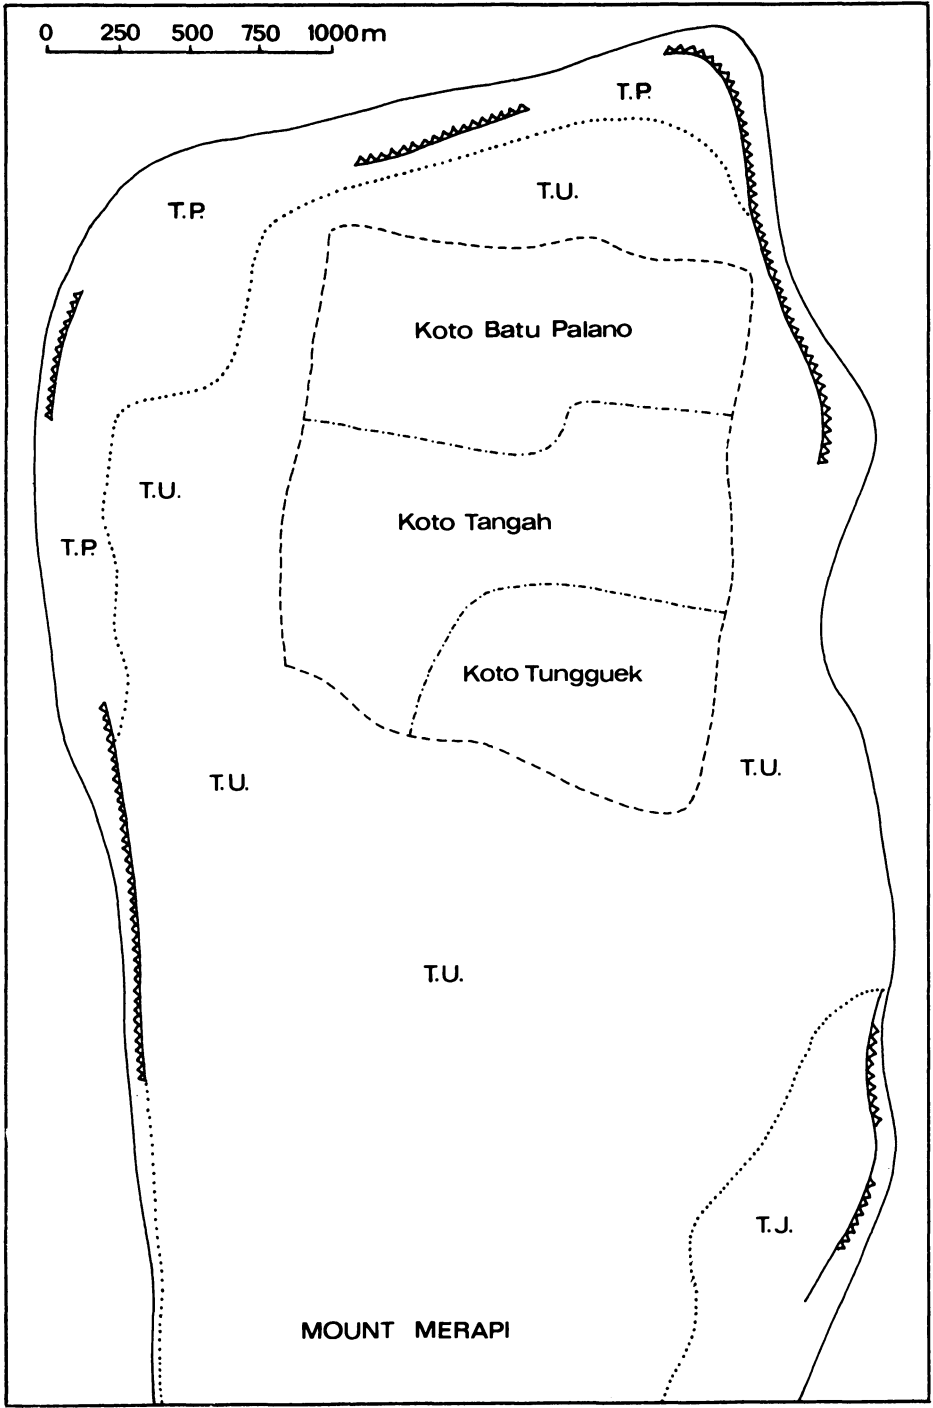 0 250 500 750 1000m
T.P.
T.U.
T.P.
Koto Batu Palano
T.U.
Koto Tangah
T.P.
Koto Tungguek
T.U.
T.U.
T.U.
T.J.
MOUNT MERAPI